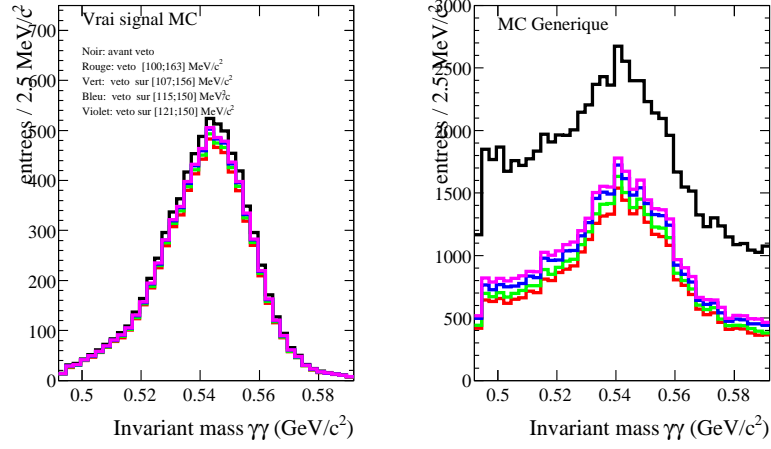 Vrai signal MC
Noir: avant veto
Rouge: veto [100;163] MeV/c²
Vert: veto sur [107;156] MeV/c²
Bleu: veto sur [115;150] MeV²/c
Violet: veto sur [121;150] MeV/c²
entrees / 2.5 MeV/c²
700
600
500
400
300
200
100
0
0.5
0.52
0.54
0.56
0.58
Invariant mass γγ (GeV/c²)
MC Generique
entrees / 2.5 MeV/c²
2500
2000
1500
1000
500
0
0.5
0.52
0.54
0.56
0.58
Invariant mass γγ (GeV/c²)